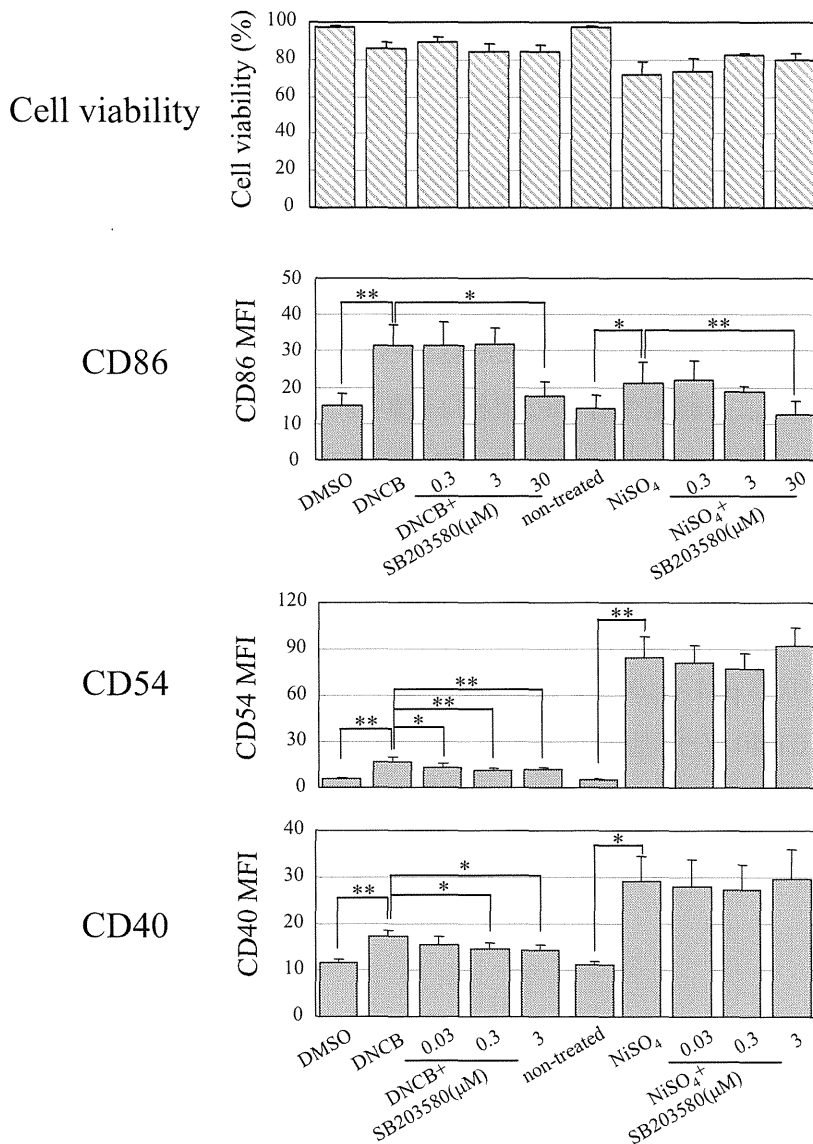 Cell viability
Cell viability (%)
100
80
60
40
20
0
CD86
CD86 MFI
50
40
30
20
10
0
** * * **
DMSO DNCB 0.3 3 30 non-treated NiSO₄ 0.3 3 30
DNCB+ NiSO₄+
SB203580(μM) SB203580(μM)
CD54
CD54 MFI
120
90
60
30
0
** * ** ** **
CD40
CD40 MFI
40
30
20
10
0
** * * *
DMSO DNCB 0.03 0.3 3 non-treated NiSO₄ 0.03 0.3 3
DNCB+ NiSO₄+
SB203580(μM) SB203580(μM)